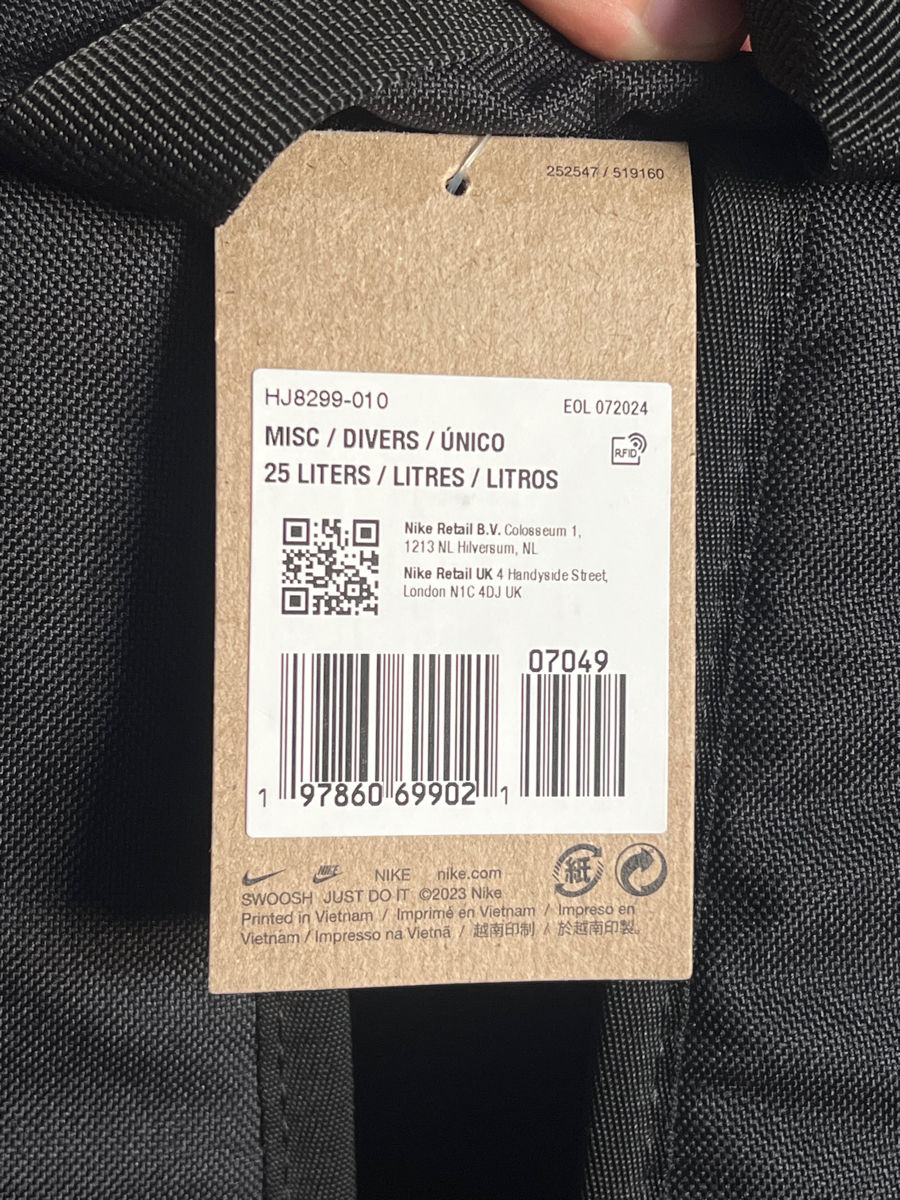 252547 / 519160
HJ8299-010
EOL 072024
MISC / DIVERS / ÚNICO
RFID
25 LITERS / LITRES / LITROS
Nike Retail B.V. Colosseum 1,
1213 NL Hilversum, NL
Nike Retail UK 4 Handyside Street,
London N1C 4DJ UK
07049
1 97860 69902 1
NIKE NIKE nike.com
紙
SWOOSH JUST DO IT ©2023 Nike
Printed in Vietnam / Imprimé en Vietnam / Impreso en
Vietnam / Impresso na Vietnã / 越南印制 / 於越南印製。